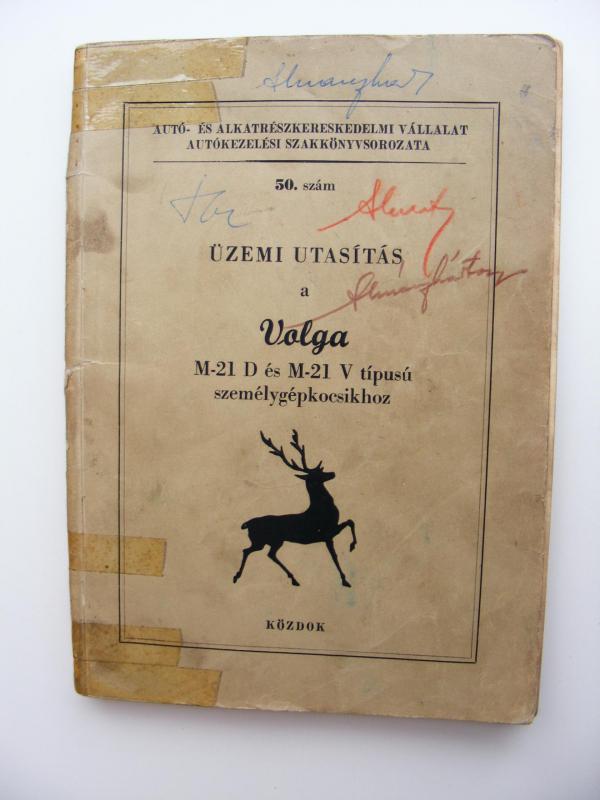 AUTÓ- ÉS ALKATRÉSZKERESKEDELMI VÁLLALAT
AUTÓKEZELÉSI SZAKKÖNYVSOROZATA
50. szám
ÜZEMI UTASÍTÁS
a
Volga
M-21 D és M-21 V típusú
személygépkocsikhoz
KÖZDOK